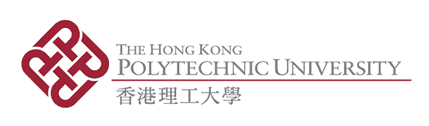 THE HONG KONG
POLYTECHNIC UNIVERSITY
香港理工大學